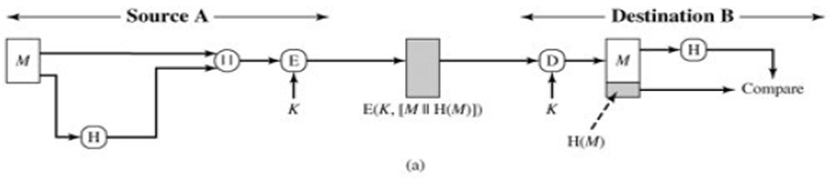 Source A
Destination B
M
||
E
D
M
H
K
E(K, [M || H(M)])
K
Compare
H
H(M)
(a)